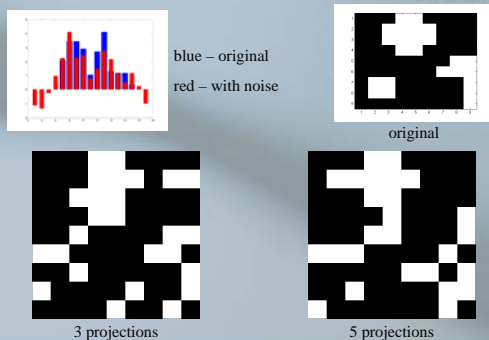 blue – original
red – with noise
original
3 projections
5 projections